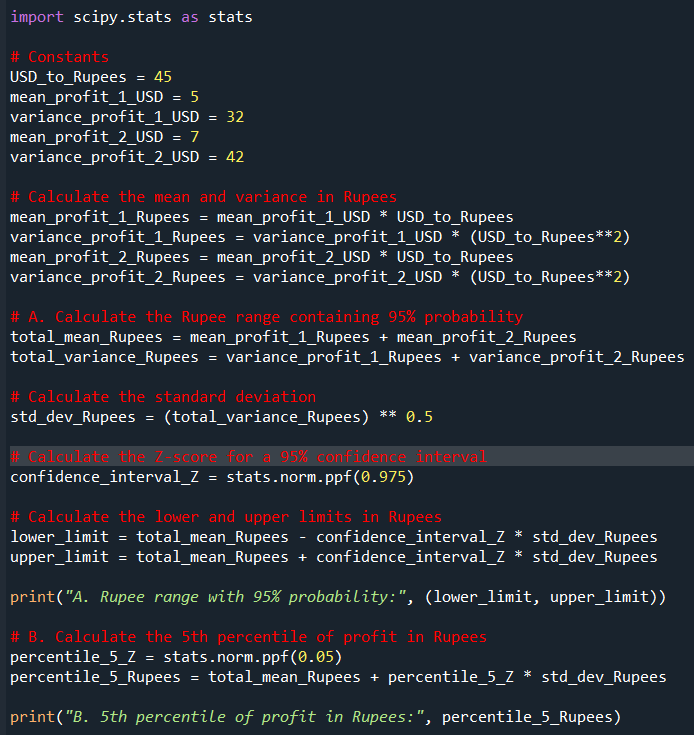 import scipy.stats as stats
# Constants
USD_to_Rupees = 45
mean_profit_1_USD = 5
variance_profit_1_USD = 32
mean_profit_2_USD = 7
variance_profit_2_USD = 42
# Calculate the mean and variance in Rupees
mean_profit_1_Rupees = mean_profit_1_USD * USD_to_Rupees
variance_profit_1_Rupees = variance_profit_1_USD * (USD_to_Rupees**2)
mean_profit_2_Rupees = mean_profit_2_USD * USD_to_Rupees
variance_profit_2_Rupees = variance_profit_2_USD * (USD_to_Rupees**2)
# A. Calculate the Rupee range containing 95% probability
total_mean_Rupees = mean_profit_1_Rupees + mean_profit_2_Rupees
total_variance_Rupees = variance_profit_1_Rupees + variance_profit_2_Rupees
# Calculate the standard deviation
std_dev_Rupees = (total_variance_Rupees) ** 0.5
# Calculate the Z-score for a 95% confidence interval
confidence_interval_Z = stats.norm.ppf(0.975)
# Calculate the lower and upper limits in Rupees
lower_limit = total_mean_Rupees - confidence_interval_Z * std_dev_Rupees
upper_limit = total_mean_Rupees + confidence_interval_Z * std_dev_Rupees
print("A. Rupee range with 95% probability:", (lower_limit, upper_limit))
# B. Calculate the 5th percentile of profit in Rupees
percentile_5_Z = stats.norm.ppf(0.05)
percentile_5_Rupees = total_mean_Rupees + percentile_5_Z * std_dev_Rupees
print("B. 5th percentile of profit in Rupees:", percentile_5_Rupees)